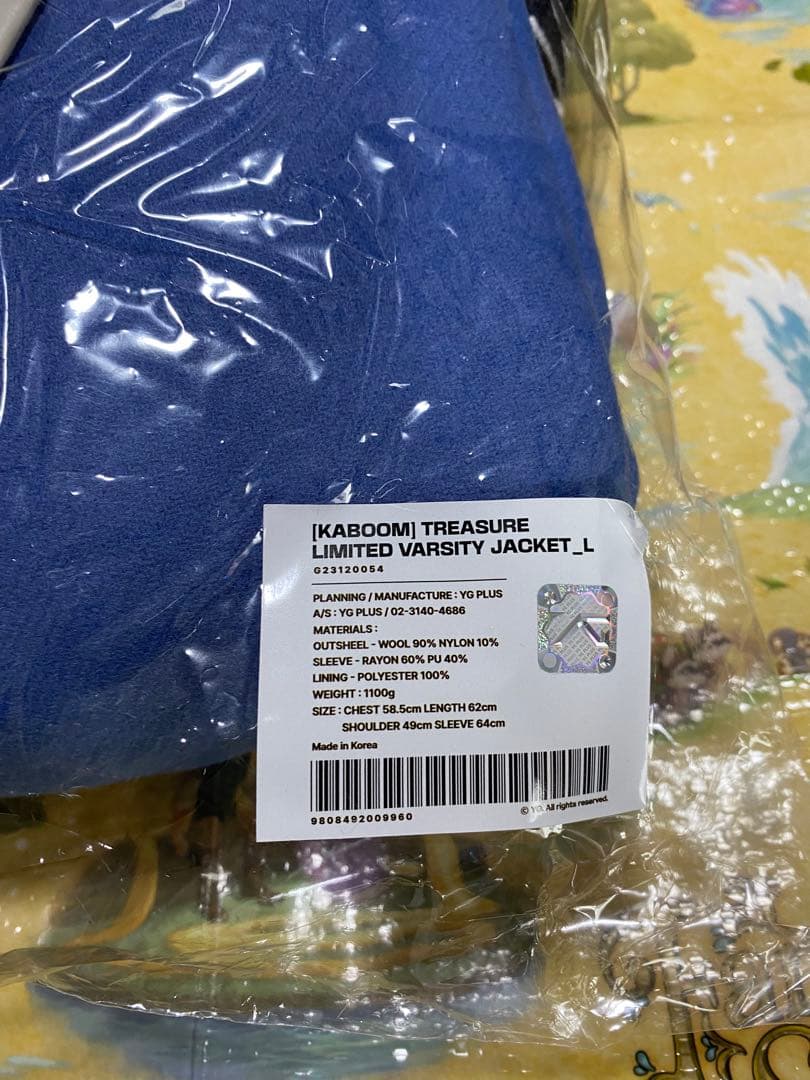 [KABOOM] TREASURE
LIMITED VARSITY JACKET_L
G23120054
PLANNING / MANUFACTURE : YG PLUS
A/S : YG PLUS / 02-3140-4686
MATERIALS :
OUTSHEEL - WOOL 90% NYLON 10%
SLEEVE - RAYON 60% PU 40%
LINING - POLYESTER 100%
WEIGHT : 1100g
SIZE : CHEST 58.5cm LENGTH 62cm
SHOULDER 49cm SLEEVE 64cm
Made in Korea
9808492009960
© YG. All rights reserved.